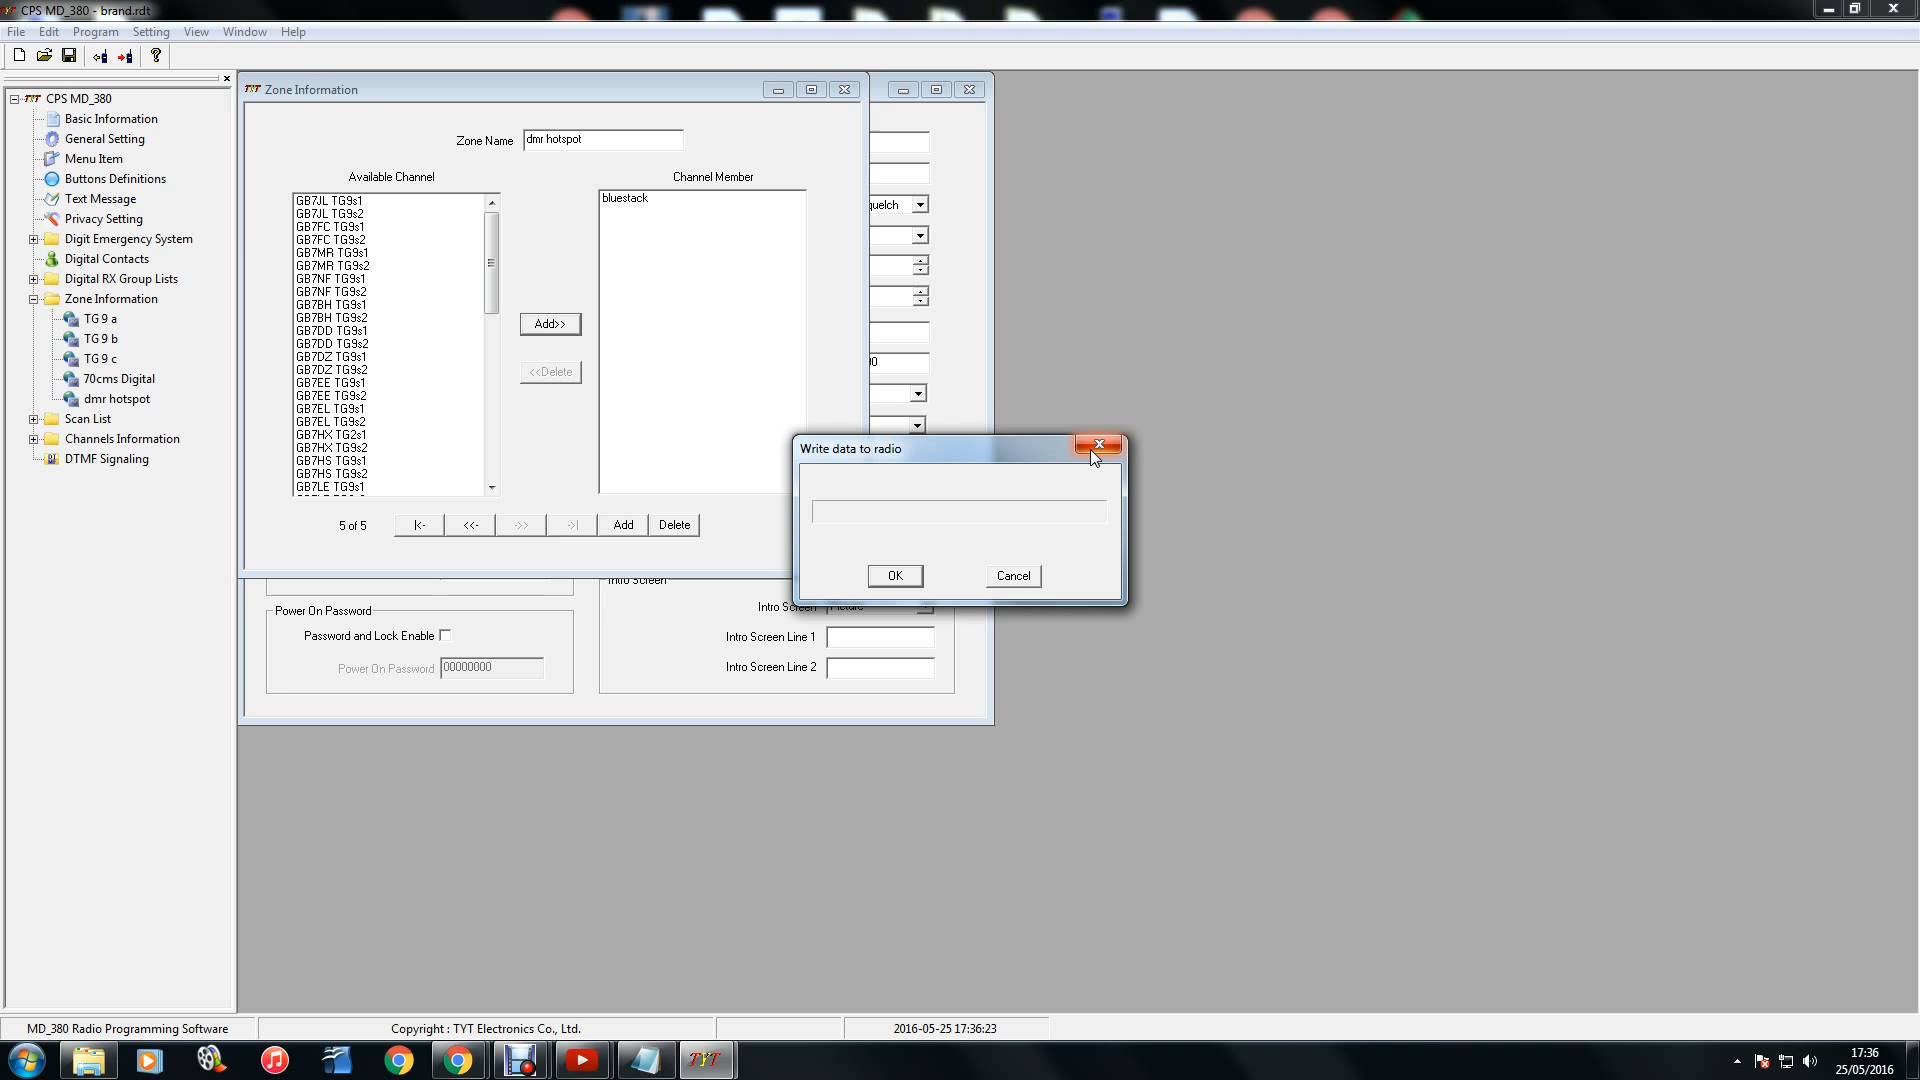 TYT CPS MD_380 - brand.rdt
File Edit Program Setting View Window Help
CPS MD_380
Basic Information
General Setting
Menu Item
Buttons Definitions
Text Message
Privacy Setting
Digit Emergency System
Digital Contacts
Digital RX Group Lists
Zone Information
TG 9 a
TG 9 b
TG 9 c
70cms Digital
dmr hotspot
Scan List
Channels Information
DTMF Signaling
TYT Zone Information
Zone Name dmr hotspot
Available Channel
GB7JL TG9s1
GB7JL TG9s2
GB7FC TG9s1
GB7FC TG9s2
GB7MR TG9s1
GB7MR TG9s2
GB7NF TG9s1
GB7NF TG9s2
GB7BH TG9s1
GB7BH TG9s2
GB7DD TG9s1
GB7DD TG9s2
GB7DZ TG9s1
GB7DZ TG9s2
GB7EE TG9s1
GB7EE TG9s2
GB7EL TG9s1
GB7EL TG9s2
GB7HX TG2s1
GB7HX TG9s2
GB7HS TG9s1
GB7HS TG9s2
GB7LE TG9s1
Add>>
<<Delete
Channel Member
bluestack
5 of 5 |<- <<- ->> ->| Add Delete
quelch
Write data to radio
OK Cancel
Power On Password
Password and Lock Enable
Power On Password 00000000
Intro Screen
Intro Screen Picture
Intro Screen Line 1
Intro Screen Line 2
MD_380 Radio Programming Software
Copyright : TYT Electronics Co., Ltd.
2016-05-25 17:36:23
TYT
17:36
25/05/2016